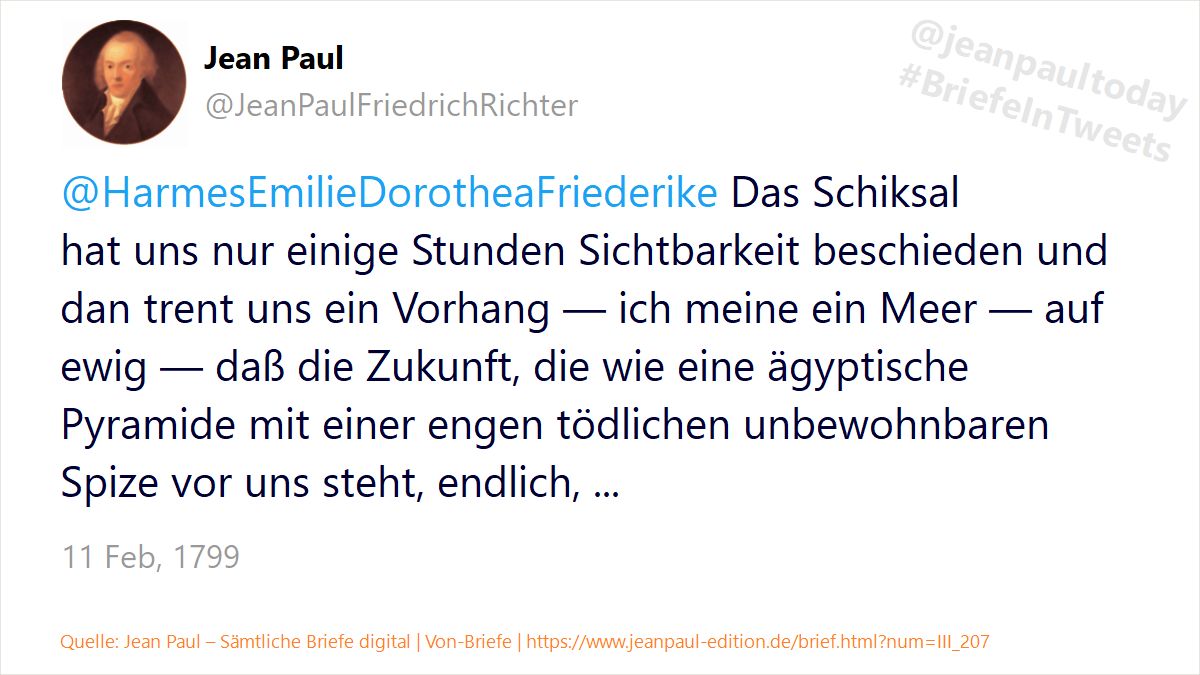 Jean Paul
@JeanPaulFriedrichRichter
@jeanpaultoday
#BriefeInTweets
@HarmesEmilieDorotheaFriederike Das Schiksal
hat uns nur einige Stunden Sichtbarkeit beschieden und
dan trent uns ein Vorhang — ich meine ein Meer — auf
ewig — daß die Zukunft, die wie eine ägyptische
Pyramide mit einer engen tödlichen unbewohnbaren
Spize vor uns steht, endlich, ...
11 Feb, 1799
Quelle: Jean Paul – Sämtliche Briefe digital | Von-Briefe | https://www.jeanpaul-edition.de/brief.html?num=III_207